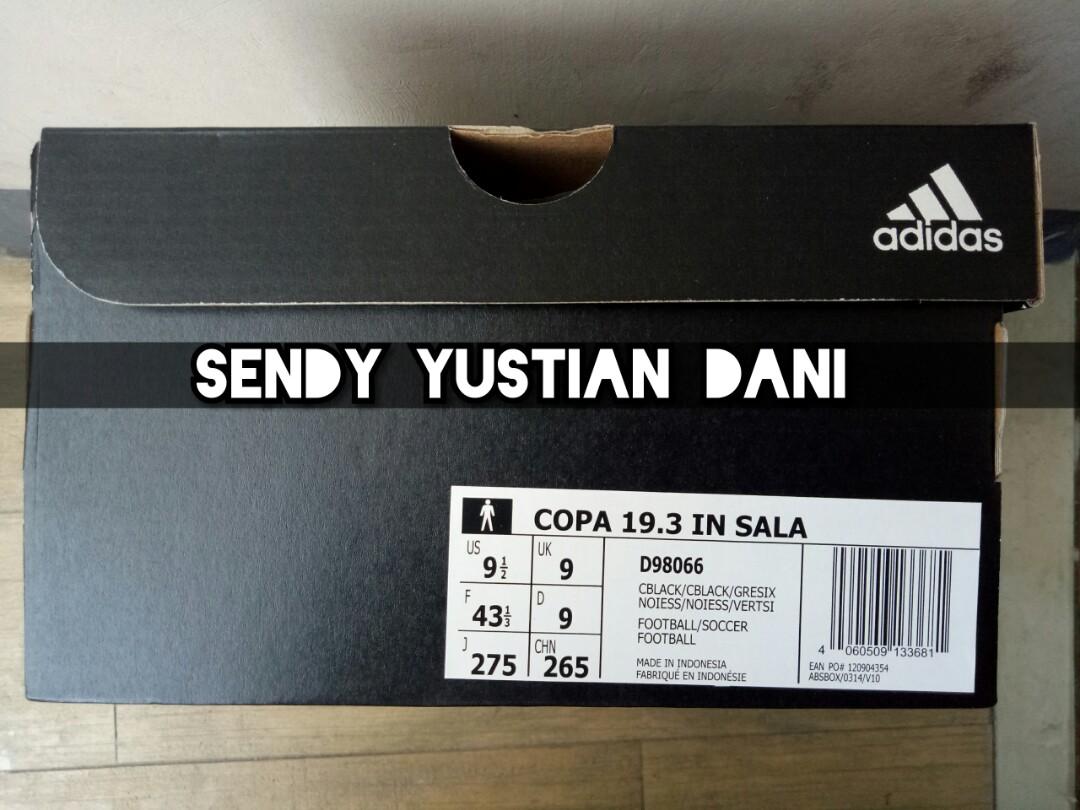 adidas
SENDY YUSTIAN DANI
COPA 19.3 IN SALA
US 9½ UK 9
F 43⅓ D 9
J 275 CHN 265
D98066
CBLACK/CBLACK/GRESIX
NOIESS/NOIESS/VERTSI
FOOTBALL/SOCCER
FOOTBALL
MADE IN INDONESIA
FABRIQUÉ EN INDONÉSIE
4 060509 133681
EAN PO# 120904354
ABSBOX/0314/V10